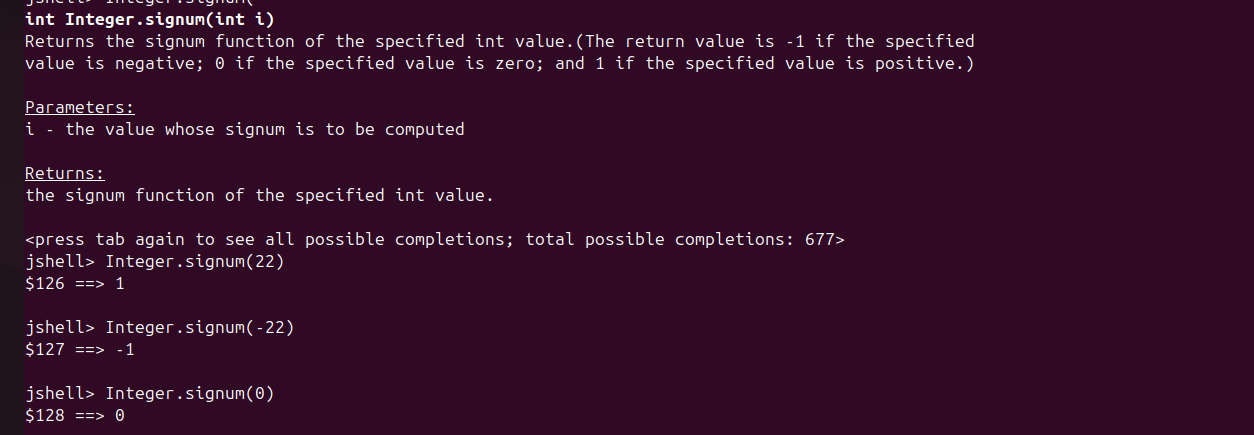 jshell> Integer.signum(
int Integer.signum(int i)
Returns the signum function of the specified int value.(The return value is -1 if the specified
value is negative; 0 if the specified value is zero; and 1 if the specified value is positive.)
Parameters:
i - the value whose signum is to be computed
Returns:
the signum function of the specified int value.
<press tab again to see all possible completions; total possible completions: 677>
jshell> Integer.signum(22)
$126 ==> 1
jshell> Integer.signum(-22)
$127 ==> -1
jshell> Integer.signum(0)
$128 ==> 0